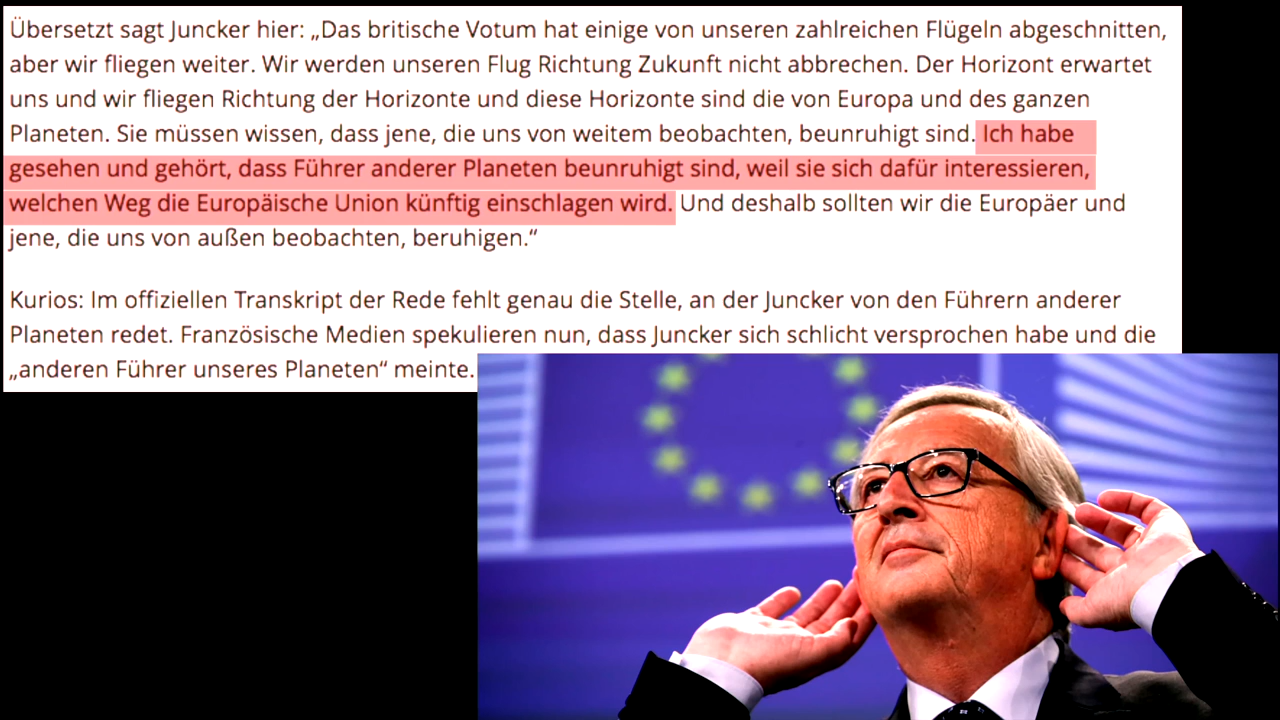 Übersetzt sagt Juncker hier: „Das britische Votum hat einige von unseren zahlreichen Flügeln abgeschnitten,
aber wir fliegen weiter. Wir werden unseren Flug Richtung Zukunft nicht abbrechen. Der Horizont erwartet
uns und wir fliegen Richtung der Horizonte und diese Horizonte sind die von Europa und des ganzen
Planeten. Sie müssen wissen, dass jene, die uns von weitem beobachten, beunruhigt sind. Ich habe
gesehen und gehört, dass Führer anderer Planeten beunruhigt sind, weil sie sich dafür interessieren,
welchen Weg die Europäische Union künftig einschlagen wird. Und deshalb sollten wir die Europäer und
jene, die uns von außen beobachten, beruhigen.“
Kurios: Im offiziellen Transkript der Rede fehlt genau die Stelle, an der Juncker von den Führern anderer
Planeten redet. Französische Medien spekulieren nun, dass Juncker sich schlicht versprochen habe und die
„anderen Führer unseres Planeten“ meinte.